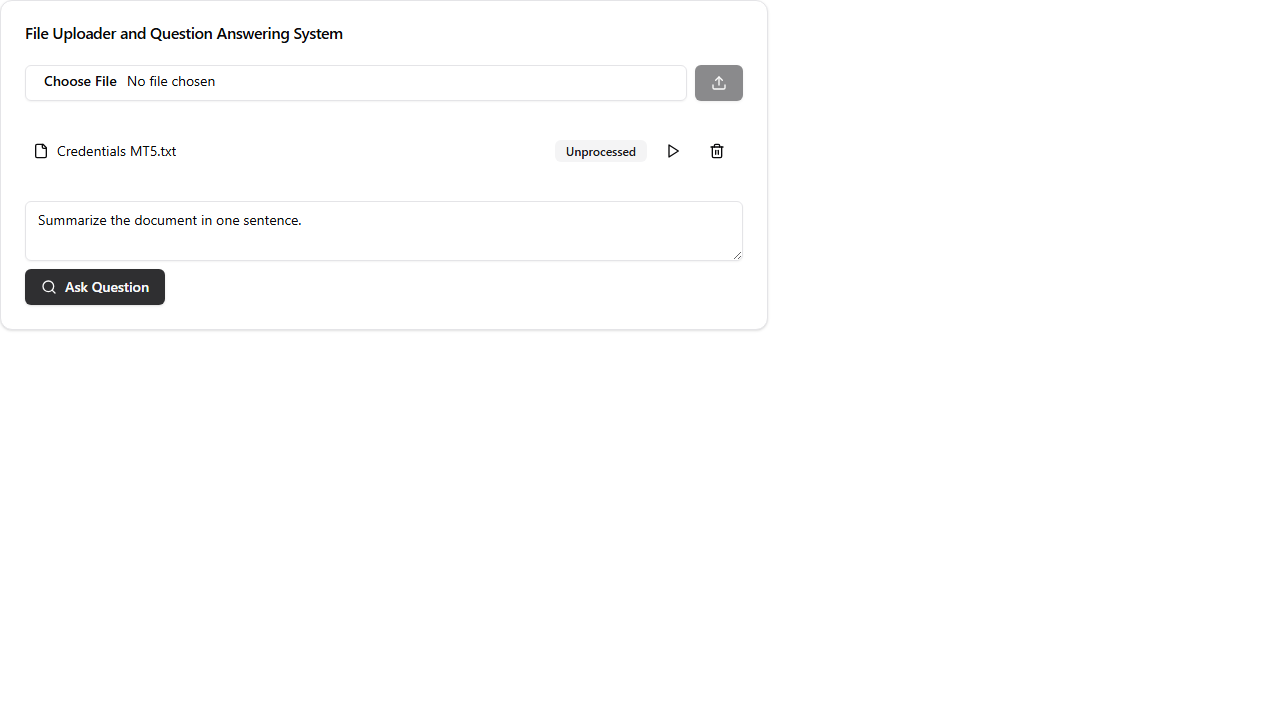 File Uploader and Question Answering System
Choose File No file chosen
Credentials MT5.txt Unprocessed
Summarize the document in one sentence.
Ask Question